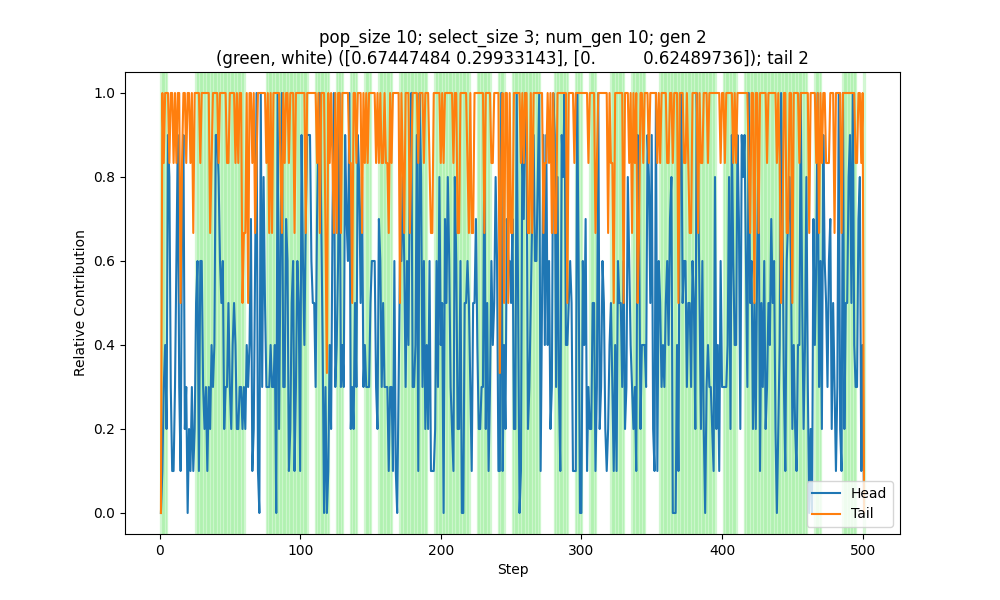 pop_size 10; select_size 3; num_gen 10; gen 2
(green, white) ([0.67447484 0.29933143], [0.         0.62489736]); tail 2
1.0
0.8
0.6
0.4
0.2
0.0
Relative Contribution
0
100
200
300
400
500
Step
Head
Tail